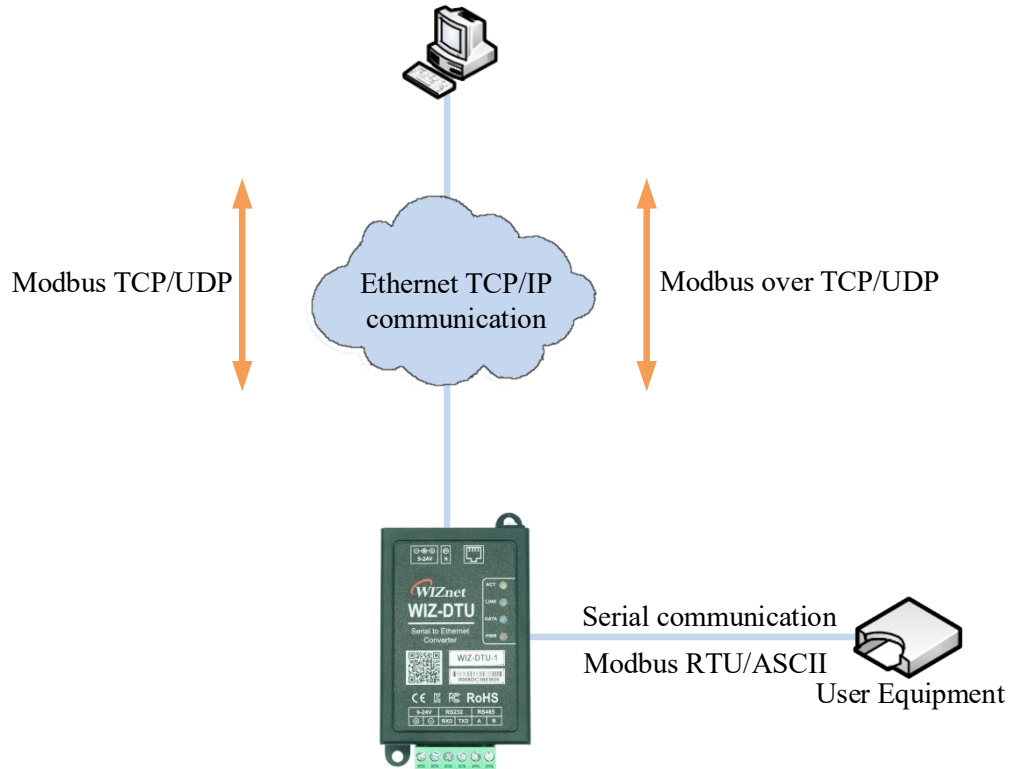 Modbus TCP/UDP
Ethernet TCP/IP
communication
Modbus over TCP/UDP
9-24V
R
ACT
LINK
DATA
PWR
WIZnet
WIZ-DTU
Serial to Ethernet
Converter
WIZ-DTU-1
CE FC RoHS
9-24V RS232 RS485
RXD TXD A B
Serial communication
Modbus RTU/ASCII
User Equipment